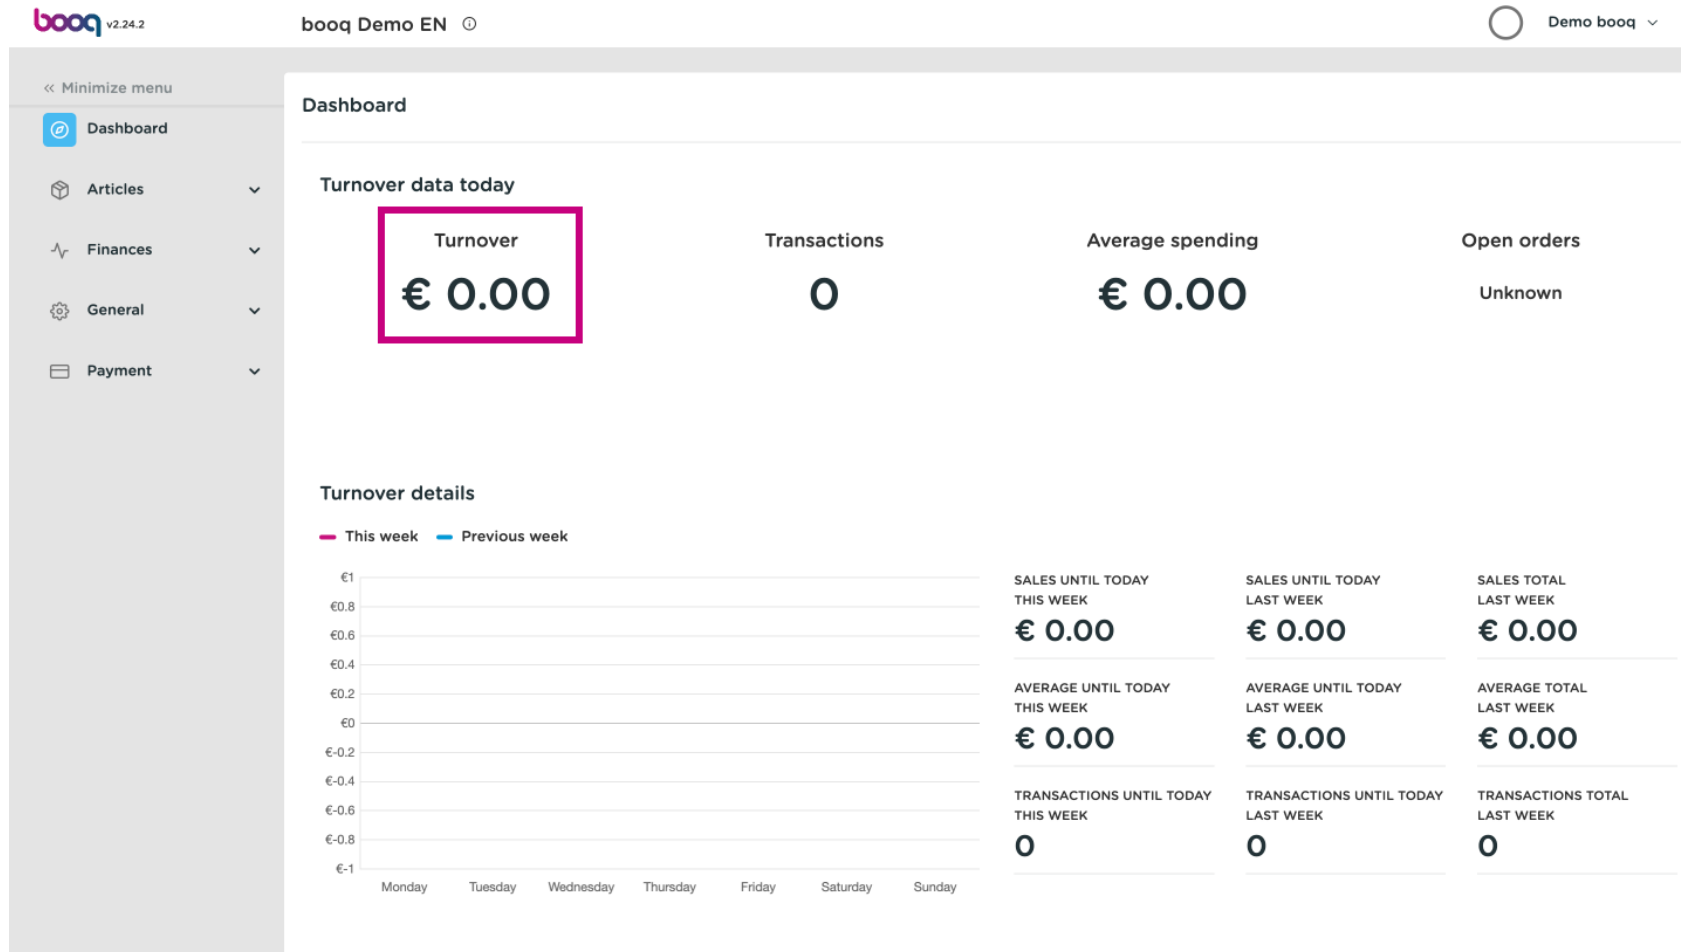 booq v2.24.2
booq Demo EN
Demo booq
Minimize menu
Dashboard
Articles
Finances
General
Payment
Dashboard
Turnover data today
Turnover
€ 0.00
Transactions
0
Average spending
€ 0.00
Open orders
Unknown
Turnover details
This week
Previous week
€1
€0.8
€0.6
€0.4
€0.2
€0
€-0.2
€-0.4
€-0.6
€-0.8
€-1
Monday Tuesday Wednesday Thursday Friday Saturday Sunday
SALES UNTIL TODAY
THIS WEEK
€ 0.00
SALES UNTIL TODAY
LAST WEEK
€ 0.00
SALES TOTAL
LAST WEEK
€ 0.00
AVERAGE UNTIL TODAY
THIS WEEK
€ 0.00
AVERAGE UNTIL TODAY
LAST WEEK
€ 0.00
AVERAGE TOTAL
LAST WEEK
€ 0.00
TRANSACTIONS UNTIL TODAY
THIS WEEK
0
TRANSACTIONS UNTIL TODAY
LAST WEEK
0
TRANSACTIONS TOTAL
LAST WEEK
0